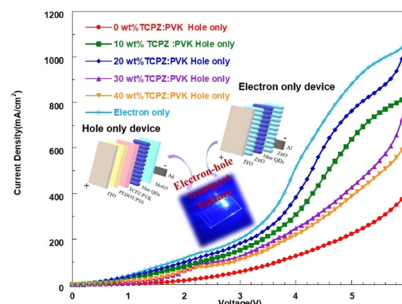 1200
1000
800
600
400
200
0
Current Density(mA/cm²)
0 wt%TCPZ:PVK Hole only
10 wt%TCPZ :PVK Hole only
20 wt%TCPZ:PVK Hole only
30 wt%TCPZ:PVK Hole only
40 wt%TCPZ:PVK Hole only
Electron only
Electron only device
Hole only device
Al
ZnO
blue QDs
ZnO
ITO
Al
MoO3
blue QDs
TCPZ:PVK
PEDOT:PSS
ITO
Electron-hole
balance
0
1
2
3
4
5
Voltage(V)